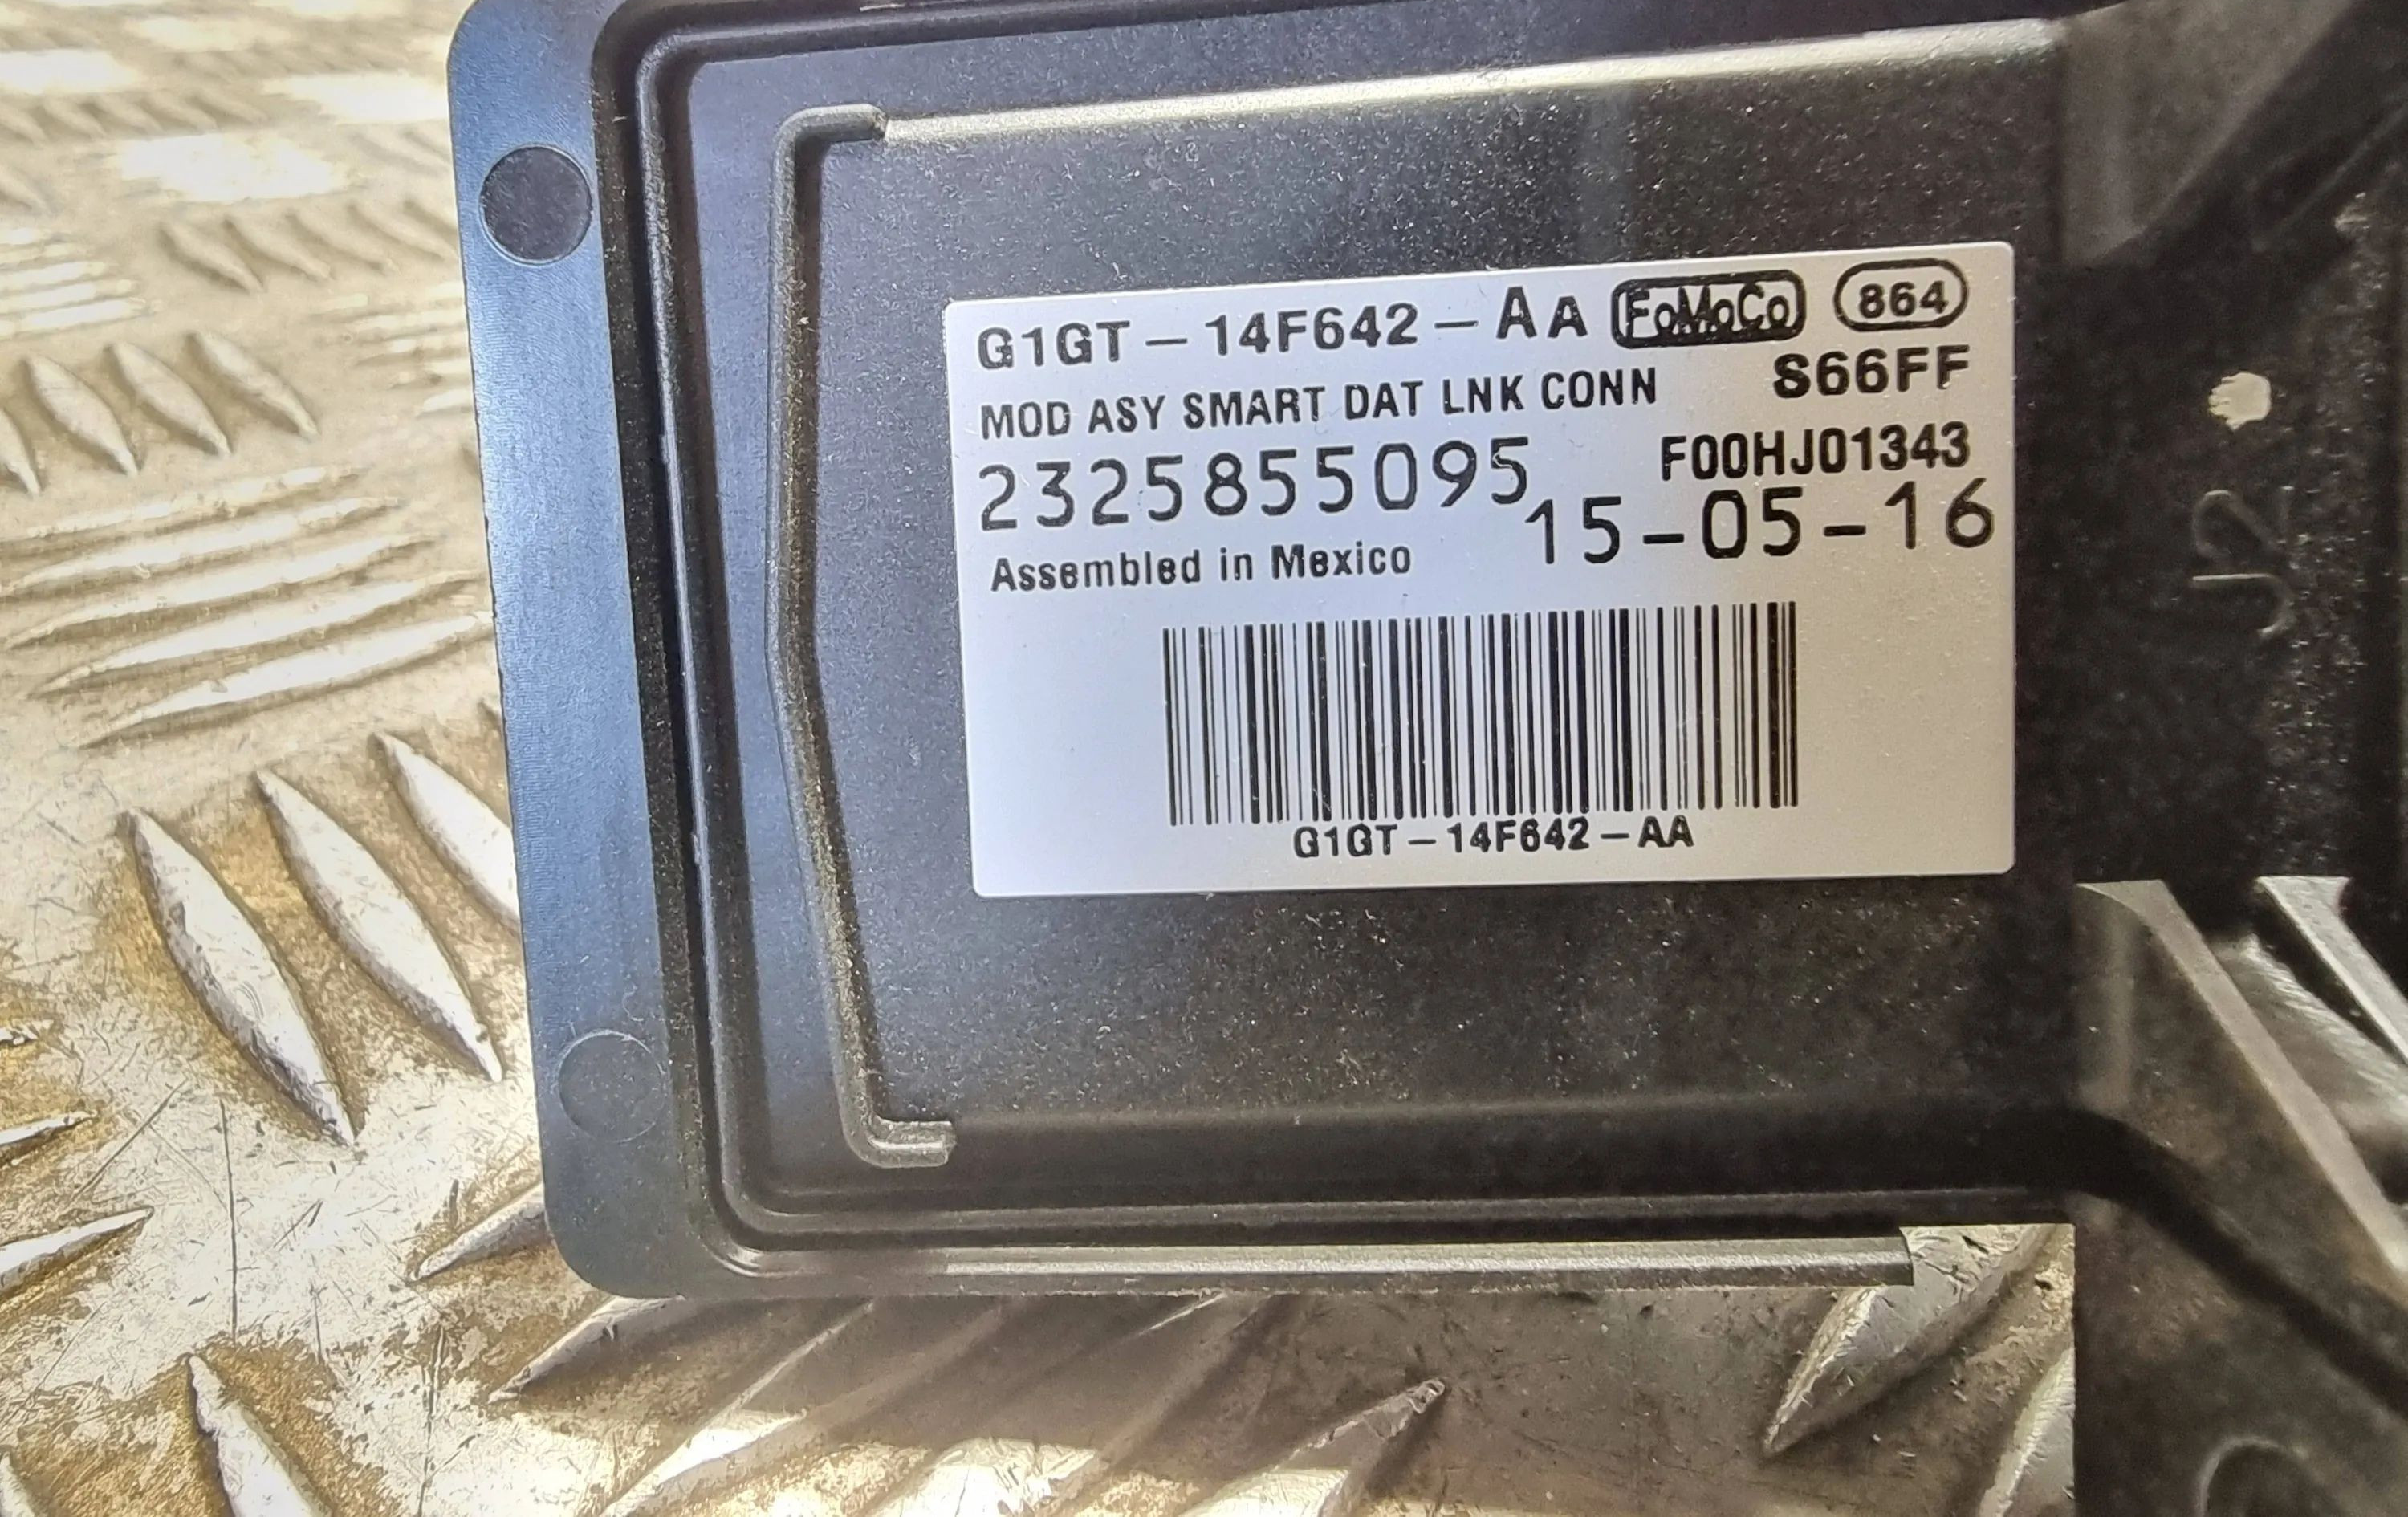 G1GT-14F642-AA FoMoCo 864
MOD ASY SMART DAT LNK CONN S66FF
2325855095 F00HJ01343
Assembled in Mexico 15-05-16
G1GT-14F642-AA